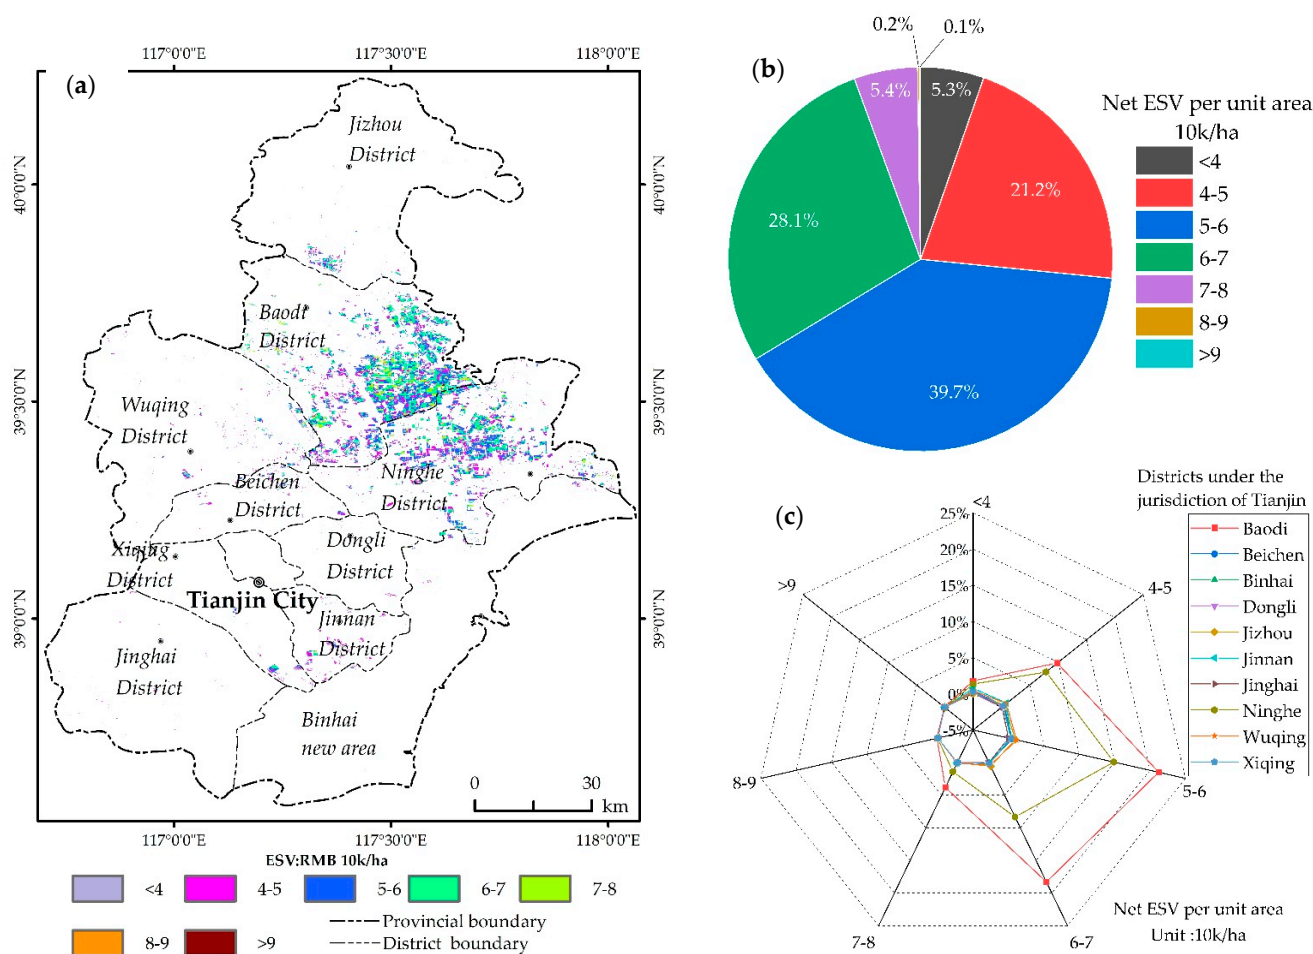 (a)
117°0'0"E
117°30'0"E
118°0'0"E
40°0'0"N
39°30'0"N
39°0'0"N
40°0'0"N
39°30'0"N
39°0'0"N
Jizhou
District
Baodi
District
Wuqing
District
Beichen
District
Ninghe
District
Xiqing
District
Dongli
District
Tianjin City
Jinnan
District
Jinghai
District
Binhai
new area
0 30
km
117°0'0"E
117°30'0"E
118°0'0"E
ESV:RMB 10k/ha
<4
4-5
5-6
6-7
7-8
8-9
>9
Provincial boundary
District boundary
(b)
0.2%
0.1%
5.4%
5.3%
21.2%
28.1%
39.7%
Net ESV per unit area
10k/ha
<4
4-5
5-6
6-7
7-8
8-9
>9
(c)
<4
25%
20%
15%
10%
5%
0%
-5%
4-5
5-6
6-7
7-8
8-9
>9
Districts under the
jurisdiction of Tianjin
Baodi
Beichen
Binhai
Dongli
Jizhou
Jinnan
Jinghai
Ninghe
Wuqing
Xiqing
Net ESV per unit area
Unit :10k/ha